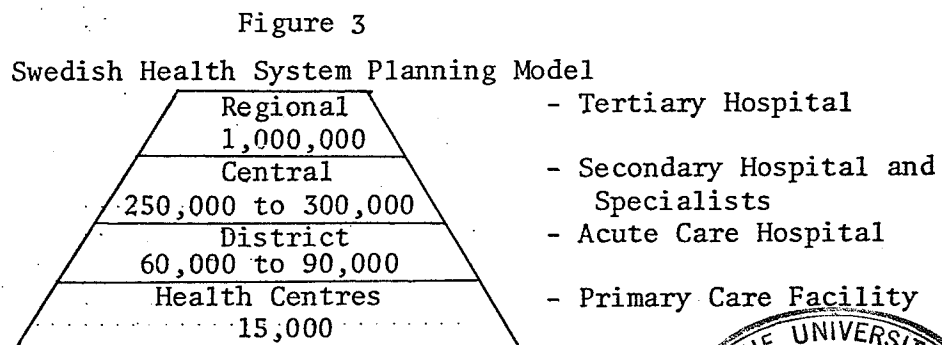 Figure 3
Swedish Health System Planning Model
Regional
1,000,000
- Tertiary Hospital
Central
250,000 to 300,000
- Secondary Hospital and
Specialists
District
60,000 to 90,000
- Acute Care Hospital
Health Centres
15,000
- Primary Care Facility